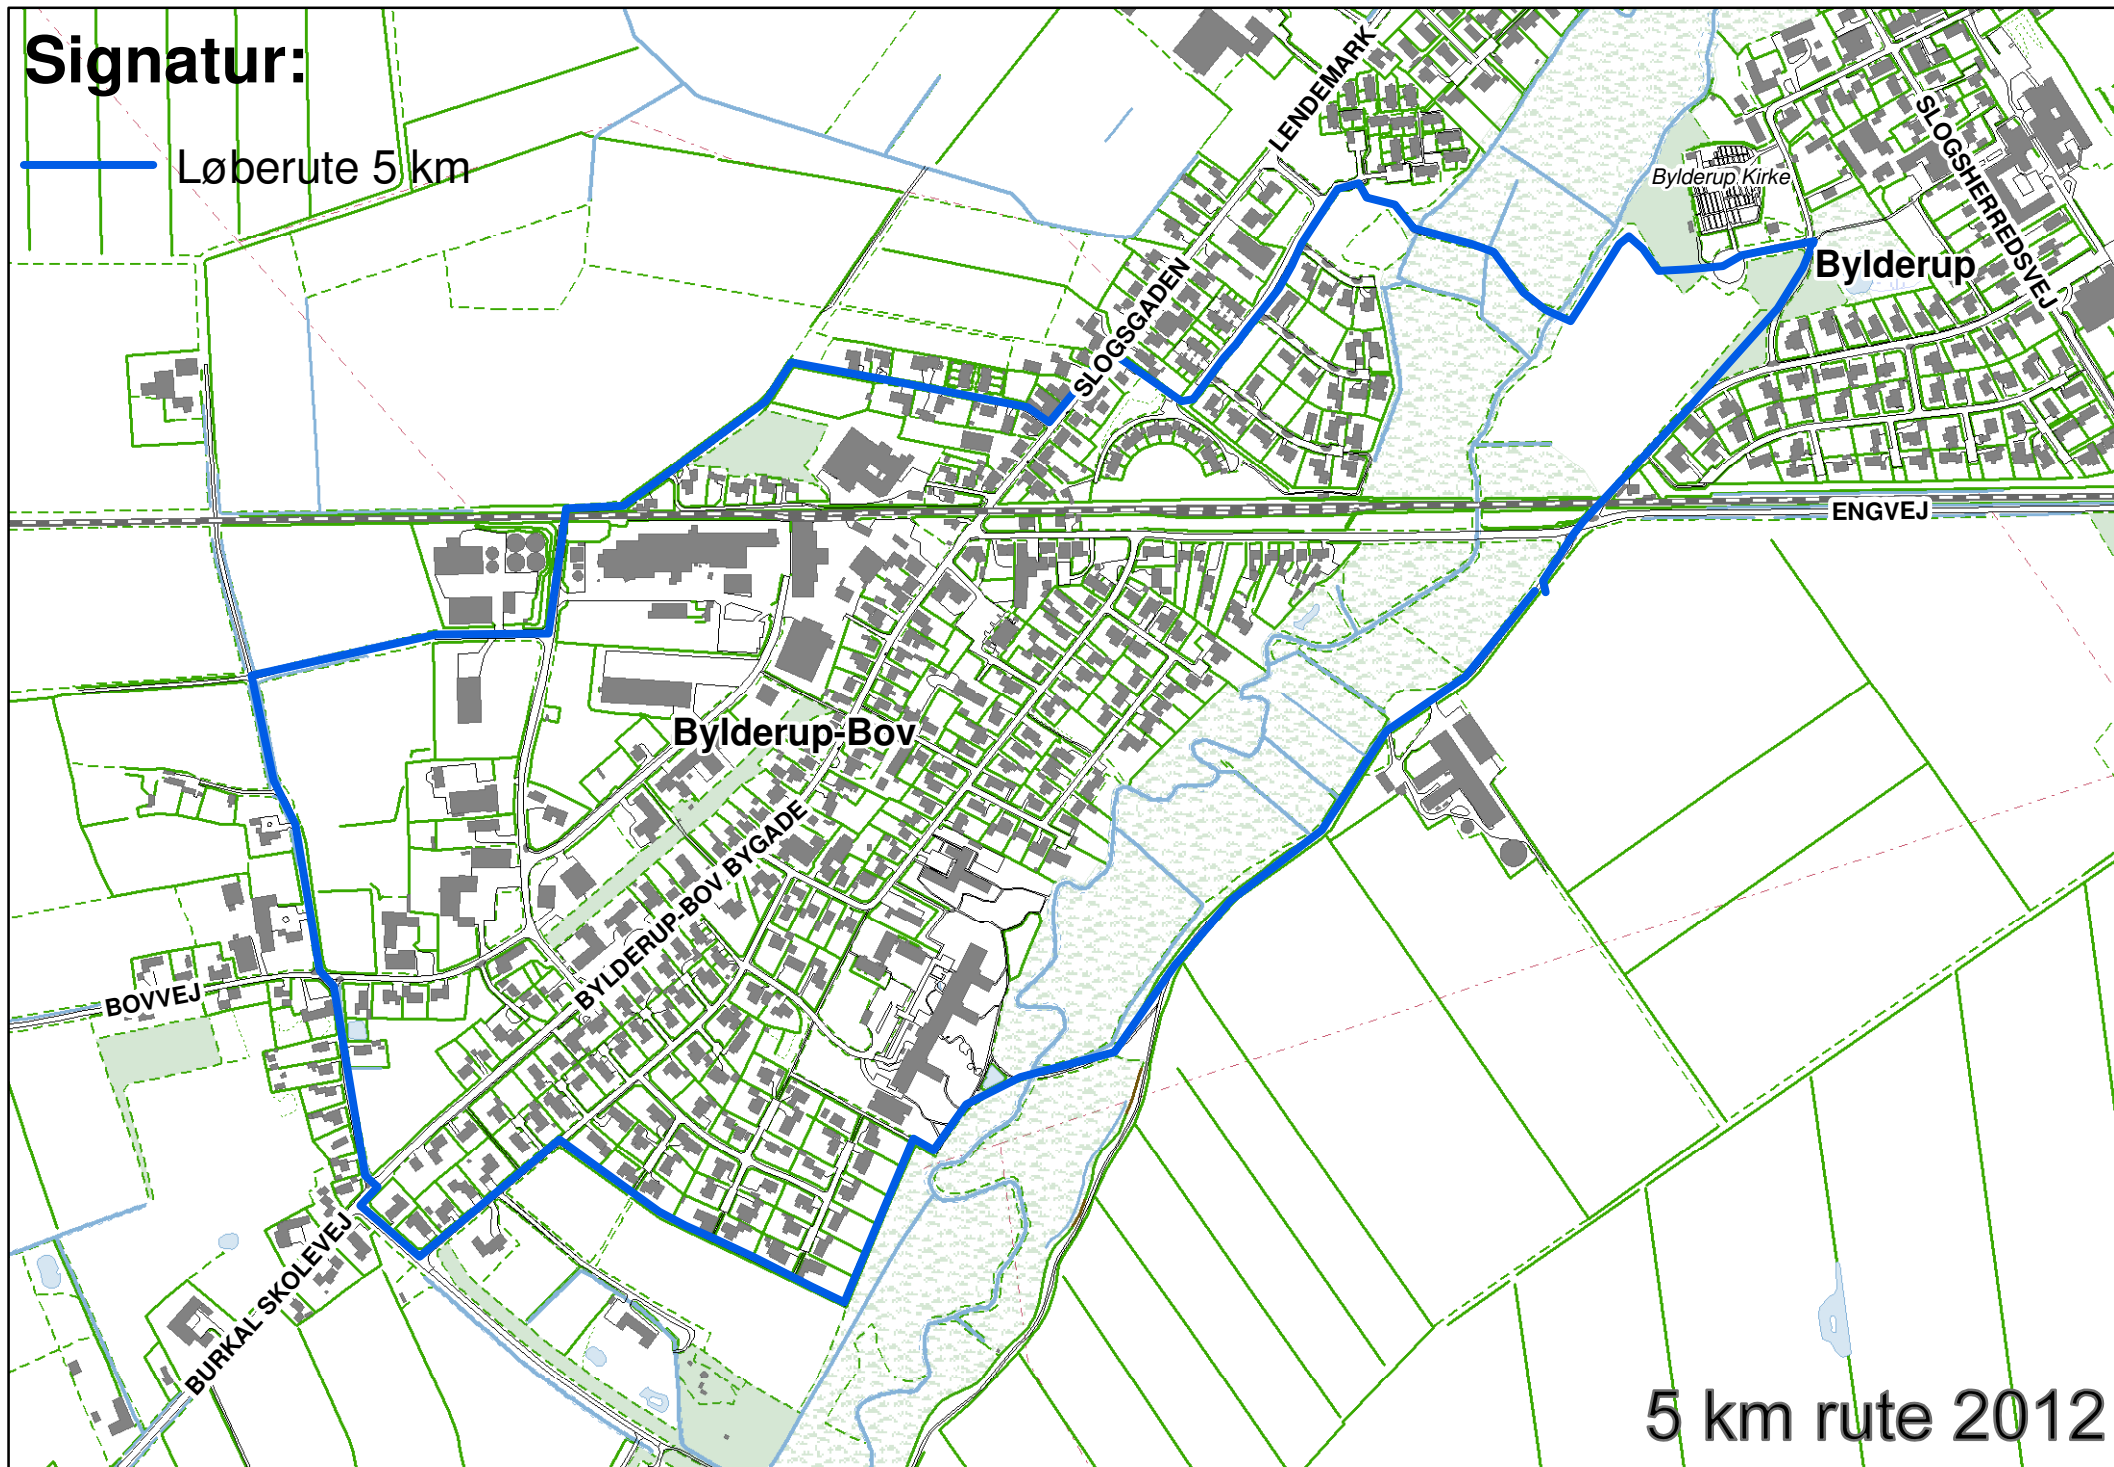 Signatur:
Løberute 5 km
LENDEMARK
SLOGSHERREDSVEJ
Bylderup Kirke
Bylderup
SLOGSGADEN
ENGVEJ
Bylderup-Bov
BYLDERUP-BOV BYGADE
BOVVEJ
BURKAL SKOLEVEJ
5 km rute 2012